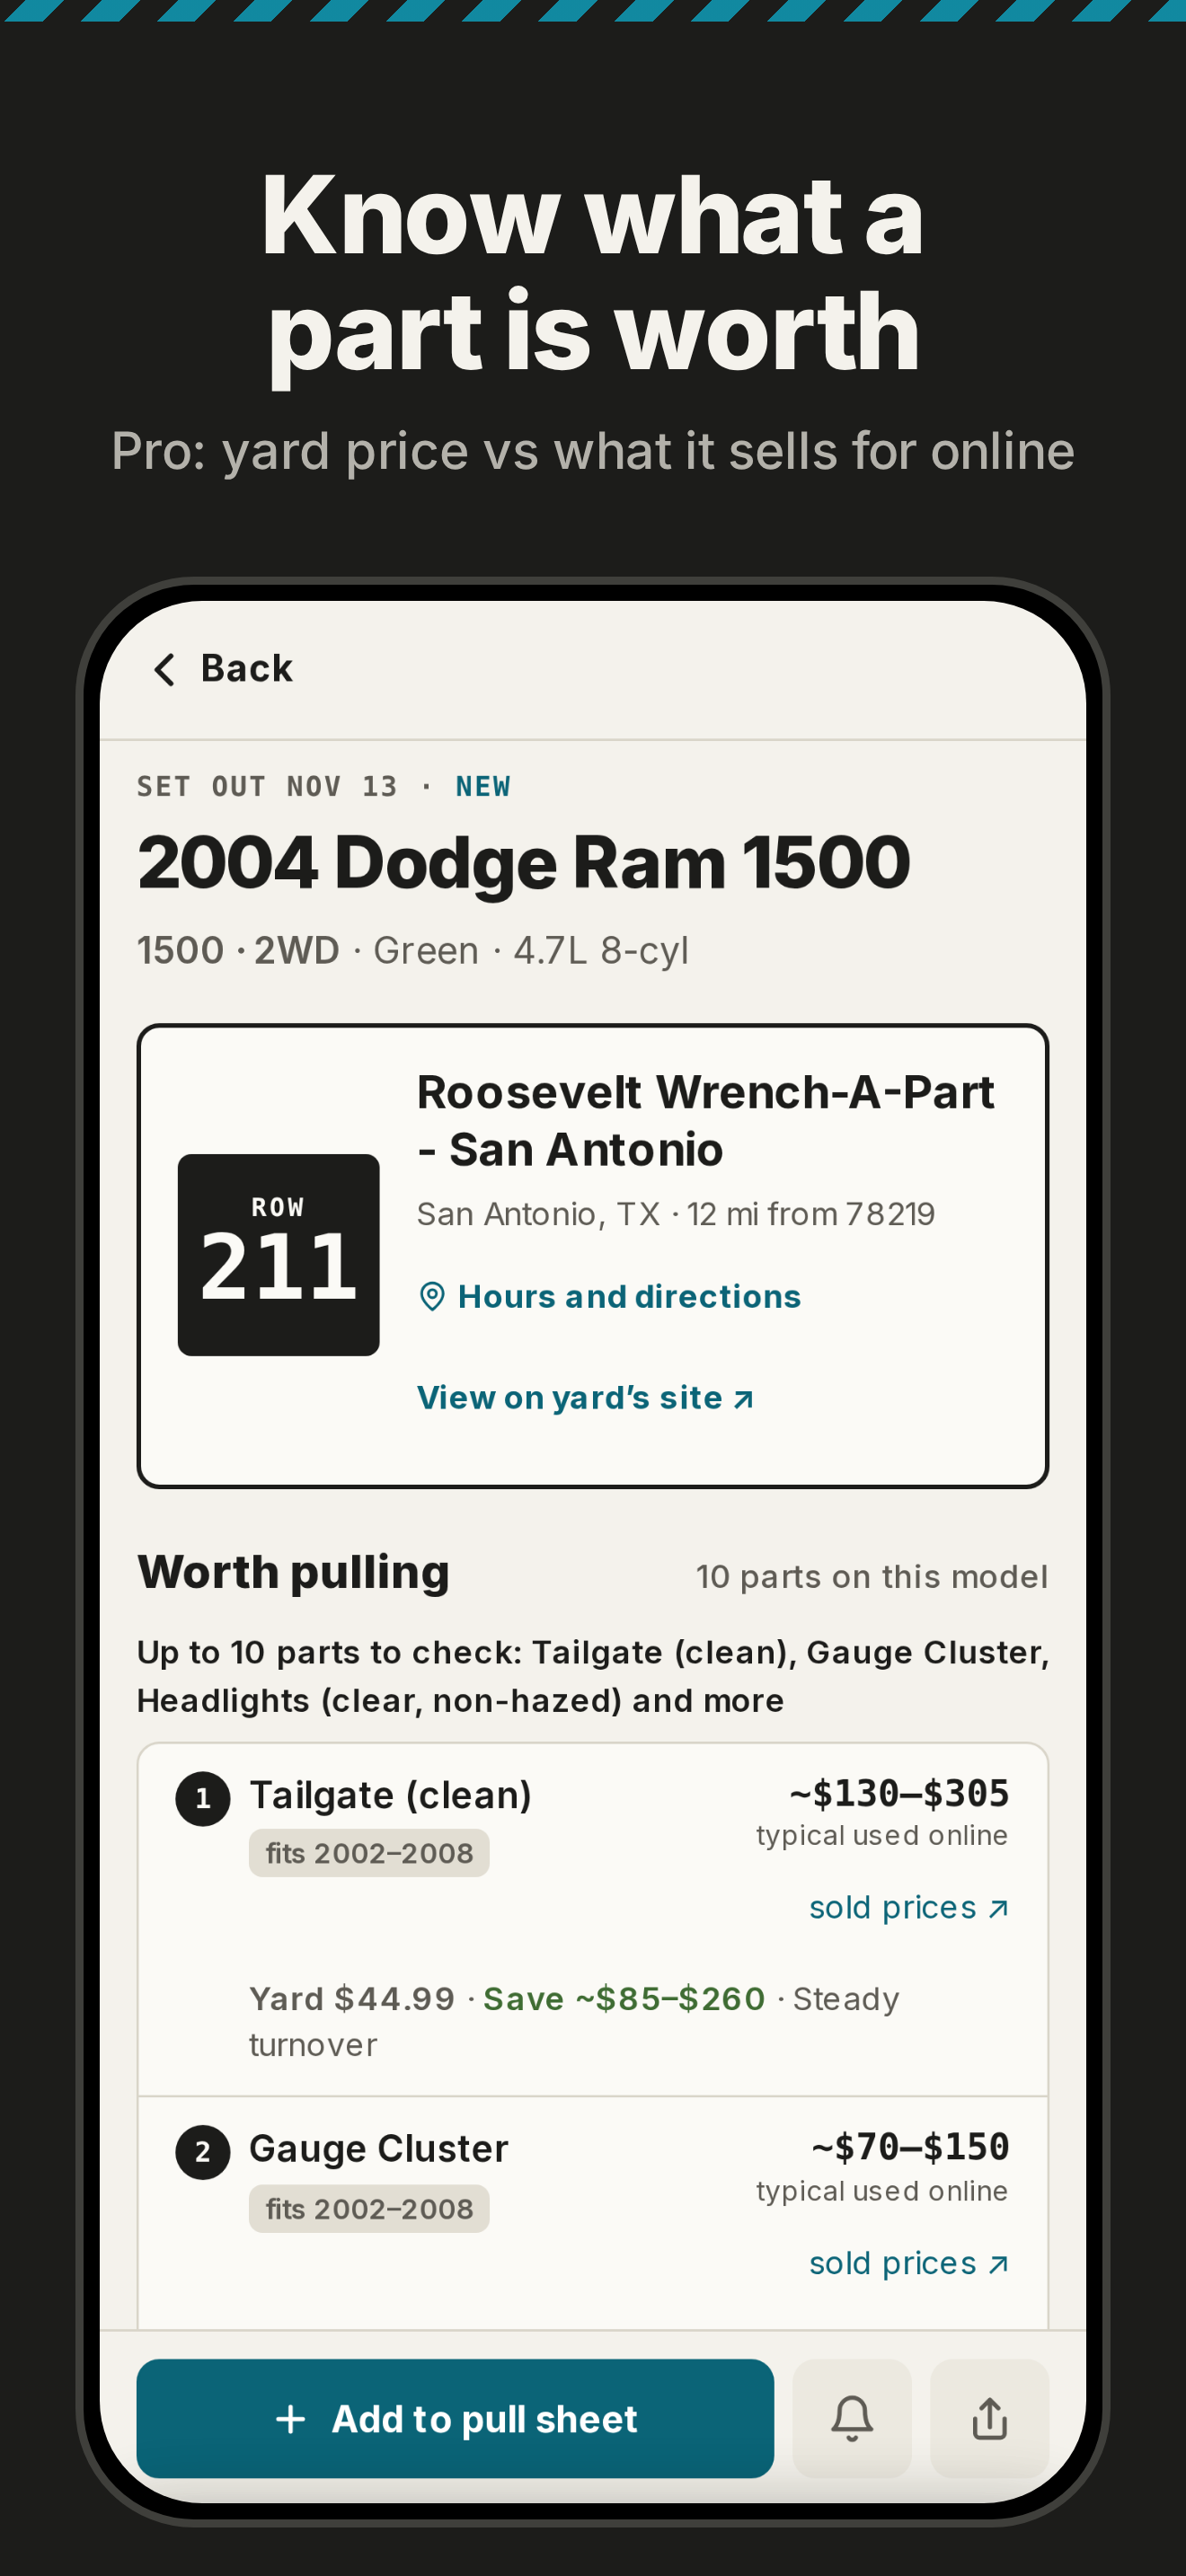 Know what a
part is worth
Pro: yard price vs what it sells for online
Back
SET OUT NOV 13 · NEW
2004 Dodge Ram 1500
1500 · 2WD · Green · 4.7L 8-cyl
ROW
211
Roosevelt Wrench-A-Part
- San Antonio
San Antonio, TX · 12 mi from 78219
Hours and directions
View on yard’s site ↗
Worth pulling
10 parts on this model
Up to 10 parts to check: Tailgate (clean), Gauge Cluster,
Headlights (clear, non-hazed) and more
1 Tailgate (clean)
~$130–$305
fits 2002–2008
typical used online
sold prices ↗
Yard $44.99 · Save ~$85–$260 · Steady
turnover
2 Gauge Cluster
~$70–$150
fits 2002–2008
typical used online
sold prices ↗
+ Add to pull sheet